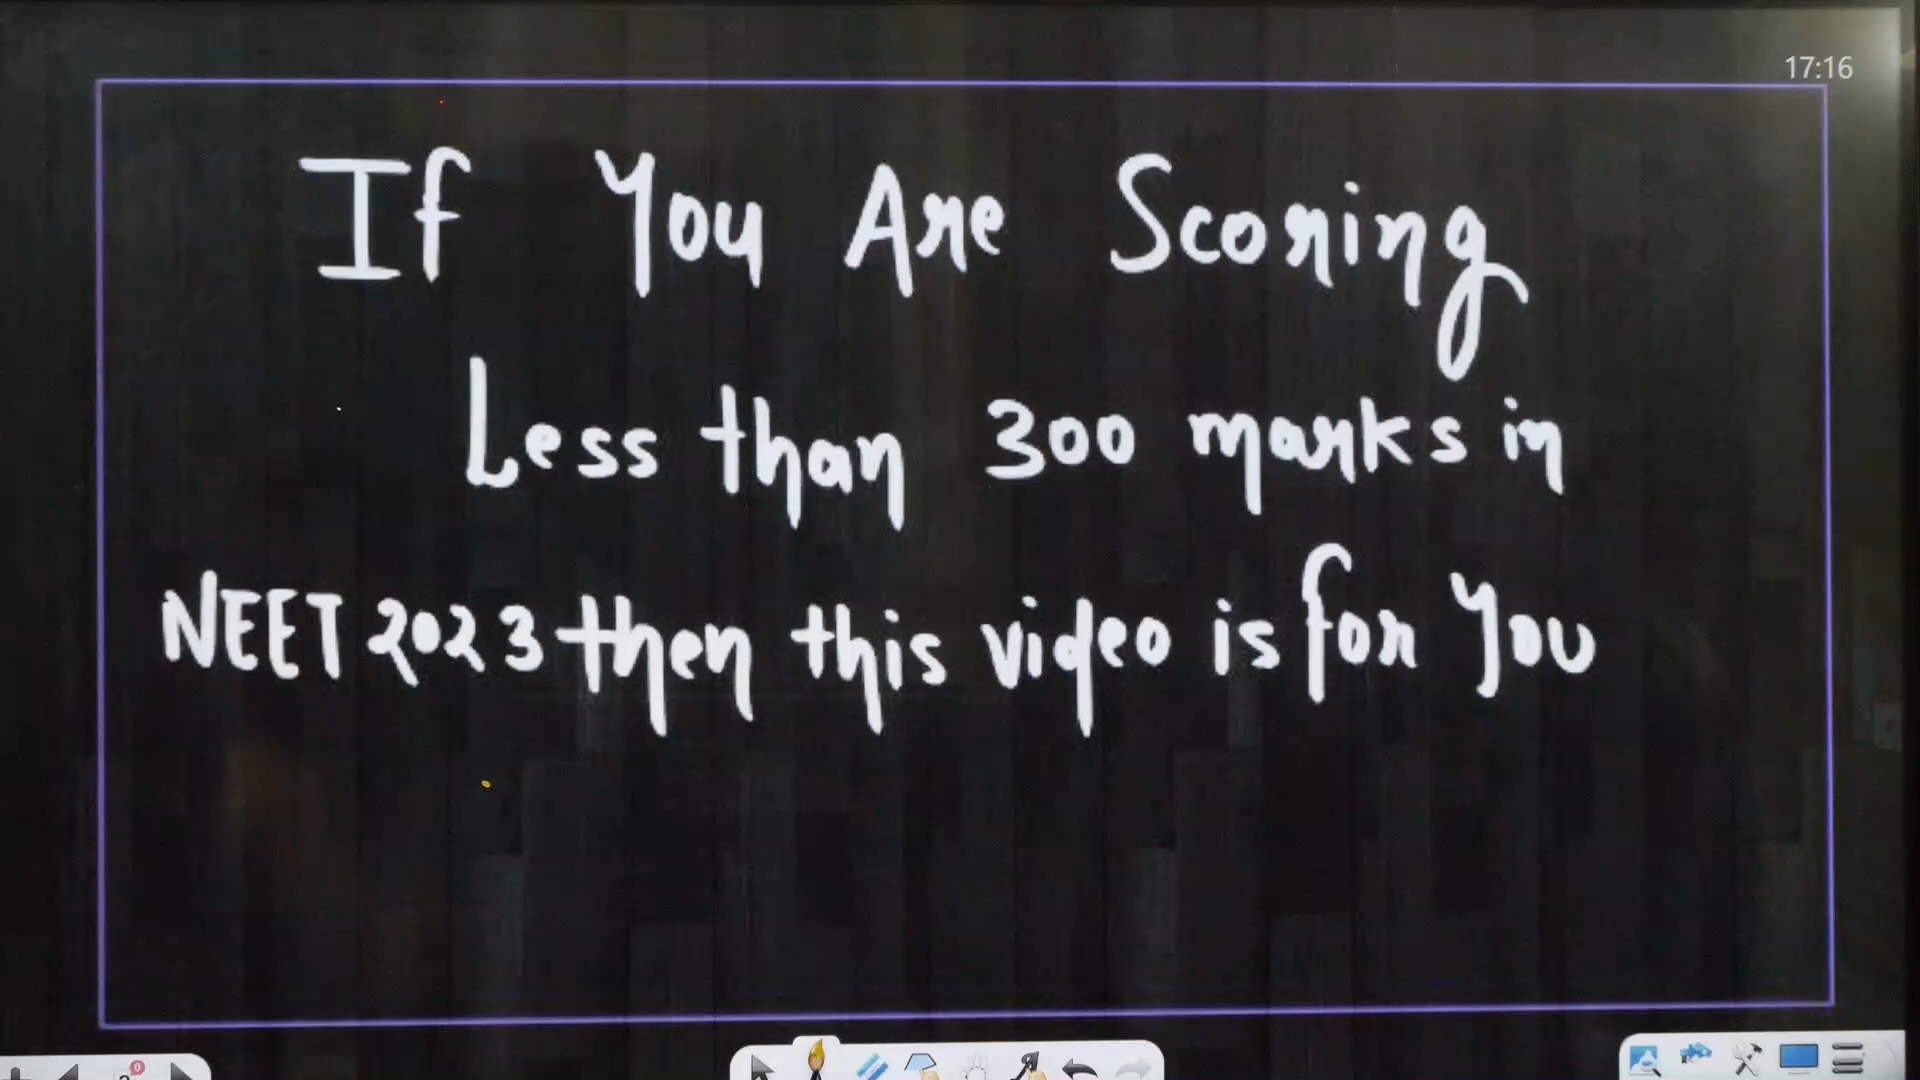 17:16
If You Are Scoring
Less than 300 marks in
NEET 2023 then this video is for You
0